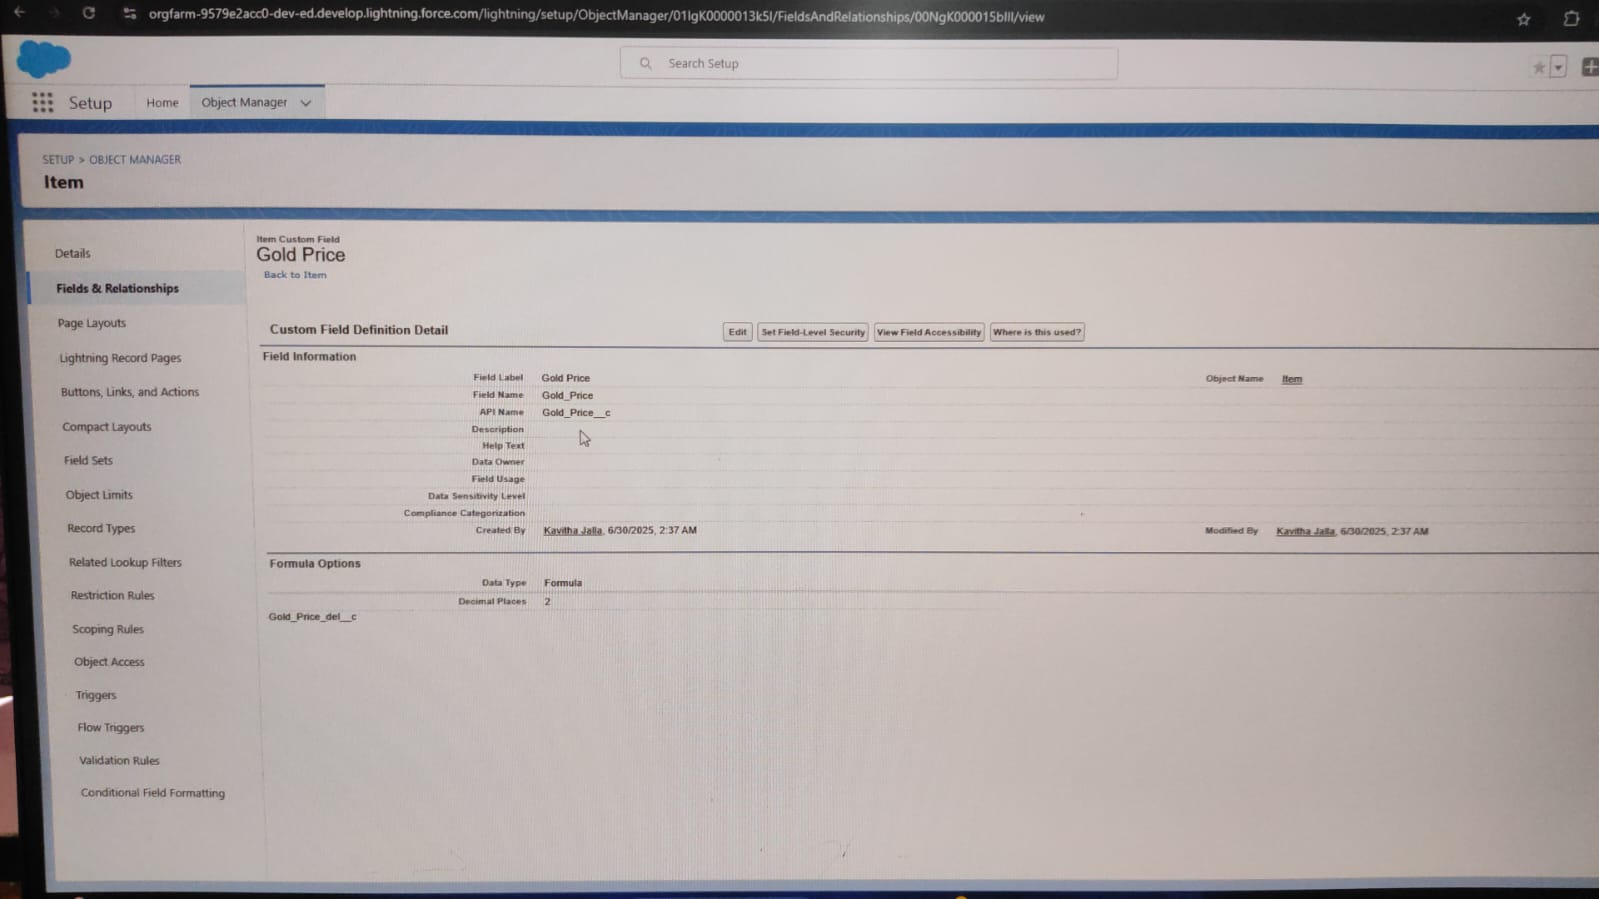 orgfarm-9579e2acc0-dev-ed.develop.lightning.force.com/lightning/setup/ObjectManager/01IgK0000013k5l/FieldsAndRelationships/00NgK000015bIII/view
Search Setup
Setup Home Object Manager
SETUP > OBJECT MANAGER
Item
Details
Fields & Relationships
Page Layouts
Lightning Record Pages
Buttons, Links, and Actions
Compact Layouts
Field Sets
Object Limits
Record Types
Related Lookup Filters
Restriction Rules
Scoping Rules
Object Access
Triggers
Flow Triggers
Validation Rules
Conditional Field Formatting
Item Custom Field
Gold Price
Back to Item
Custom Field Definition Detail Edit Set Field-Level Security View Field Accessibility Where is this used?
Field Information
Field Label Gold Price Object Name Item
Field Name Gold_Price
API Name Gold_Price__c
Description
Help Text
Data Owner
Field Usage
Data Sensitivity Level
Compliance Categorization
Created By Kavitha Jalla, 6/30/2025, 2:37 AM Modified By Kavitha Jalla, 6/30/2025, 2:37 AM
Formula Options
Data Type Formula
Decimal Places 2
Gold_Price_del__c